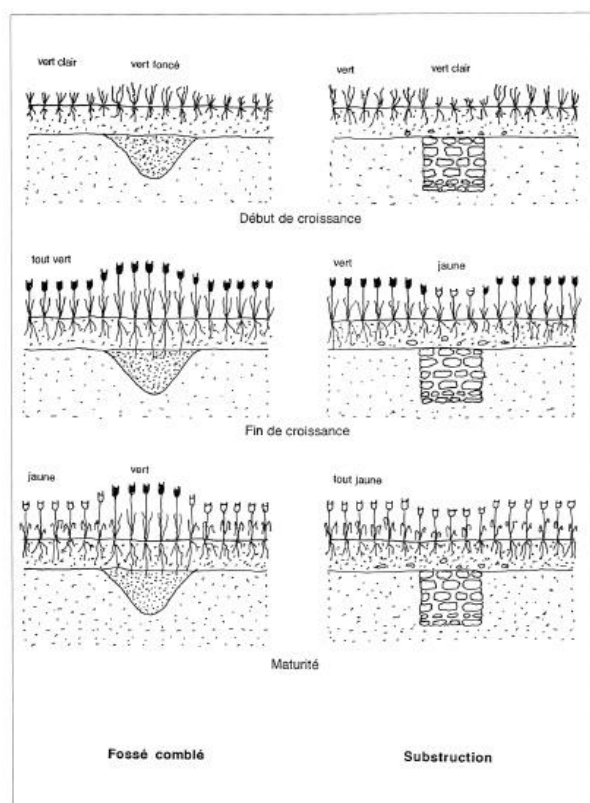 vert clair vert foncé vert vert clair
Début de croissance
tout vert vert jaune
Fin de croissance
jaune vert tout jaune
Maturité
Fossé comblé Substruction